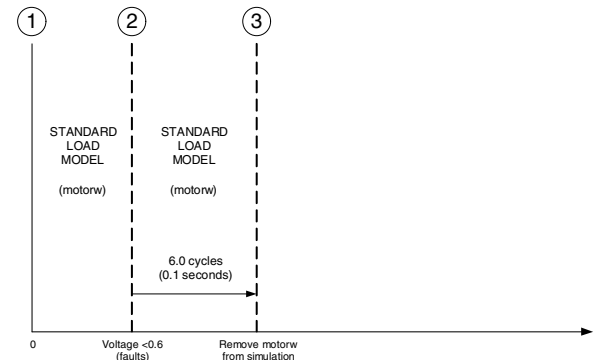 1
2
3
STANDARD
LOAD
MODEL
(motorw)
STANDARD
LOAD
MODEL
(motorw)
6.0 cycles
(0.1 seconds)
0
Voltage <0.6
(faults)
Remove motorw
from simulation